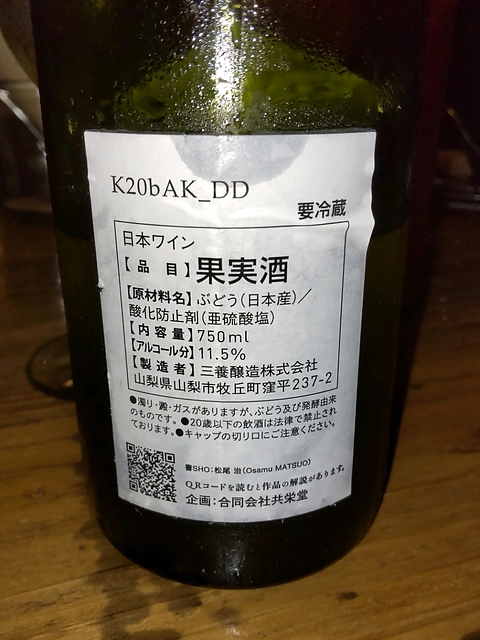 K20bAK_DD
要冷蔵
日本ワイン
【品 目】果実酒
【原材料名】ぶどう(日本産)／
酸化防止剤(亜硫酸塩)
【内 容 量】750ml
【アルコール分】11.5%
【製 造 者】三養醸造株式会社
山梨県山梨市牧丘町窪平237-2
●濁り・澱・ガスがありますが、ぶどう及び発酵由来
のものです。●20歳以下の飲酒は法律で禁止され
ております。●キャップの切り口にご注意ください。
書SHO:松尾 治(Osamu MATSUO)
QRコードを読むと作品の解説があります。
企画:合同会社共栄堂